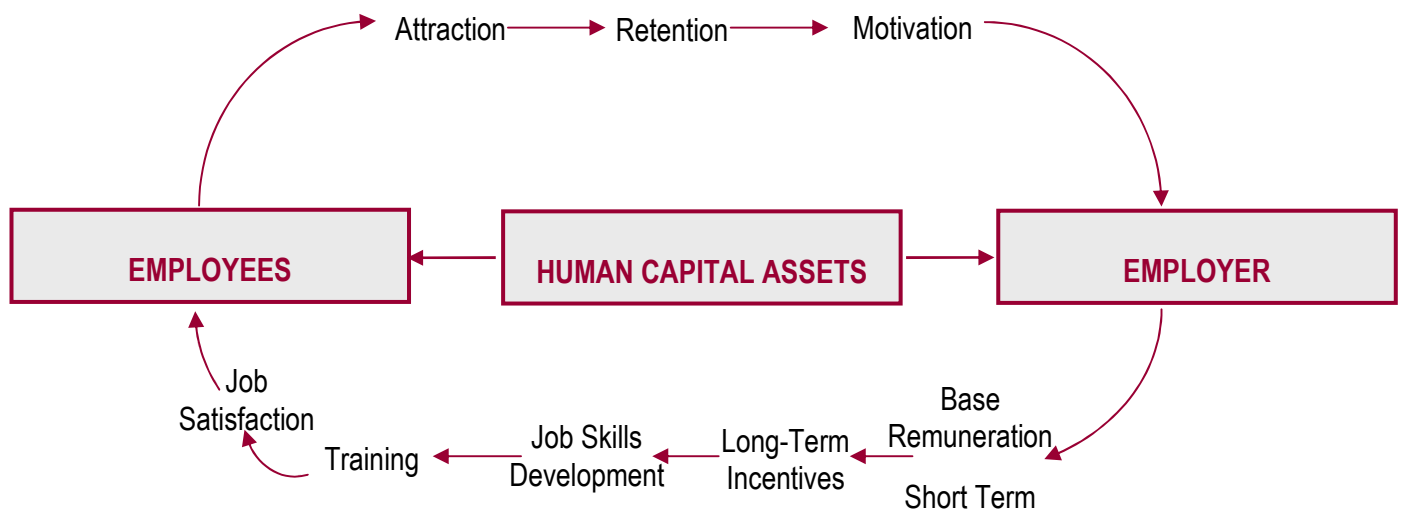 Attraction
Retention
Motivation
EMPLOYEES
HUMAN CAPITAL ASSETS
EMPLOYER
Job
Satisfaction
Training
Job Skills
Development
Long-Term
Incentives
Base
Remuneration
Short Term